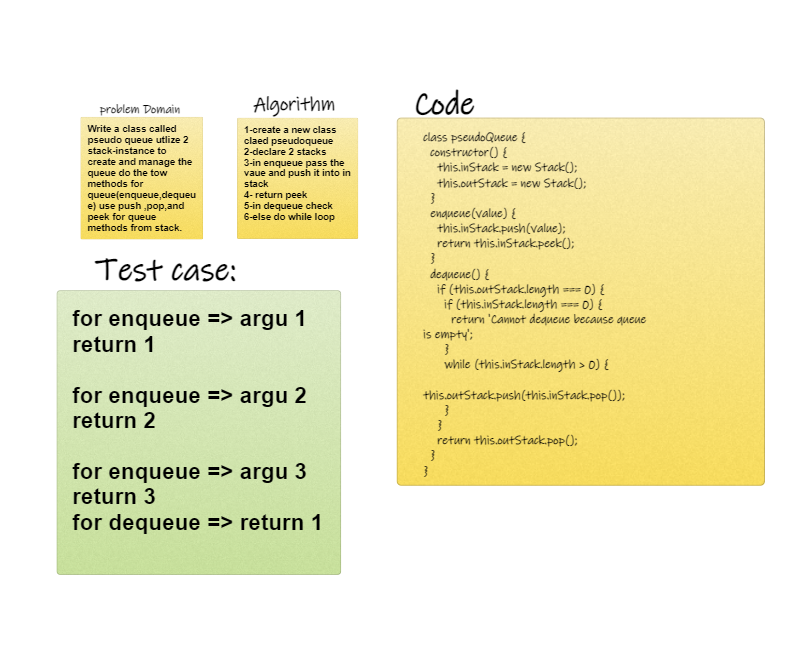 problem Domain
Write a class called
pseudo queue utlize 2
stack-instance to
create and manage the
queue do the tow
methods for
queue(enqueue,dequeu
e) use push ,pop,and
peek for queue
methods from stack.
Algorithm
1-create a new class
claed pseudoqueue
2-declare 2 stacks
3-in enqueue pass the
vaue and push it into in
stack
4- return peek
5-in dequeue check
6-else do while loop
Code
class pseudoQueue {
constructor() {
this.inStack = new Stack();
this.outStack = new Stack();
}
enqueue(value) {
this.inStack.push(value);
return this.inStack.peek();
}
dequeue() {
if (this.outStack.length === 0) {
if (this.inStack.length === 0) {
return 'Cannot dequeue because queue
is empty';
}
while (this.inStack.length > 0) {
this.outStack.push(this.inStack.pop());
}
}
return this.outStack.pop();
}
}
Test case:
for enqueue => argu 1
return 1
for enqueue => argu 2
return 2
for enqueue => argu 3
return 3
for dequeue => return 1